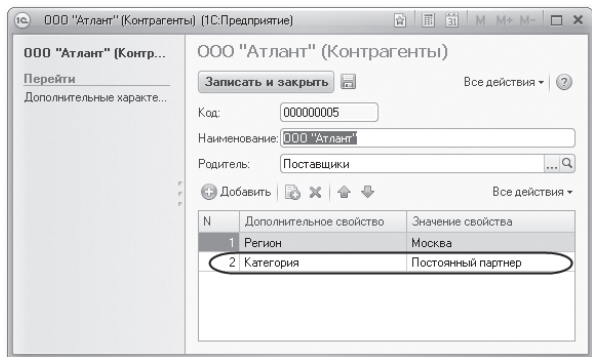 ООО "Атлант" (Контрагенты) (1С:Предприятие) M M+ M-
ООО "Атлант" (Контр...
Перейти
Дополнительные характе...
ООО "Атлант" (Контрагенты)
Записать и закрыть Все действия ?
Код: 000000005
Наименование: ООО "Атлант"
Родитель: Поставщики ...
Добавить Все действия
N Дополнительное свойство Значение свойства
1 Регион Москва
2 Категория Постоянный партнер